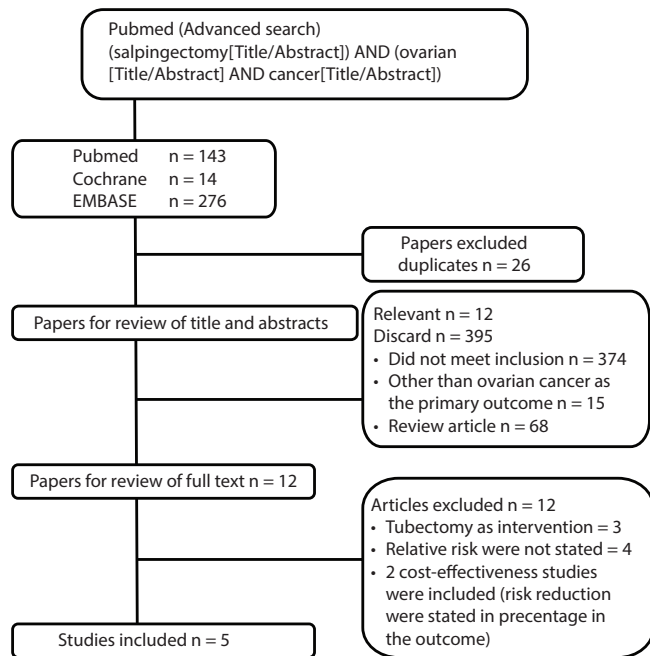 Pubmed (Advanced search)
(salpingectomy[Title/Abstract]) AND (ovarian
[Title/Abstract] AND cancer[Title/Abstract])
Pubmed n = 143
Cochrane n = 14
EMBASE n = 276
Papers excluded
duplicates n = 26
Papers for review of title and abstracts
Relevant n = 12
Discard n = 395
• Did not meet inclusion n = 374
• Other than ovarian cancer as
the primary outcome n = 15
• Review article n = 68
Papers for review of full text n = 12
Articles excluded n = 12
• Tubectomy as intervention = 3
• Relative risk were not stated = 4
• 2 cost-effectiveness studies
were included (risk reduction
were stated in precentage in
the outcome)
Studies included n = 5